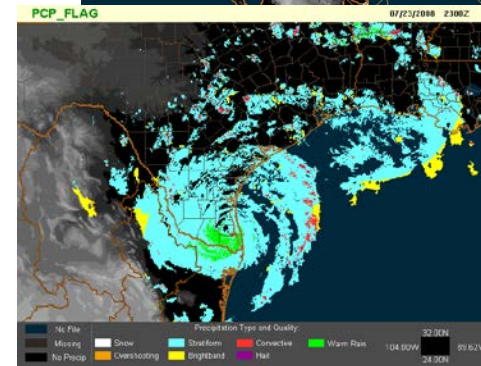 PCP_FLAG 07/23/2008 2300Z
Precipitation Type and Quality:
No File
Missing Snow Stratiform Convective Warm Rain
No Precip Overshooting Brightband Hail
32.00N
104.00W 89.62W
24.00N